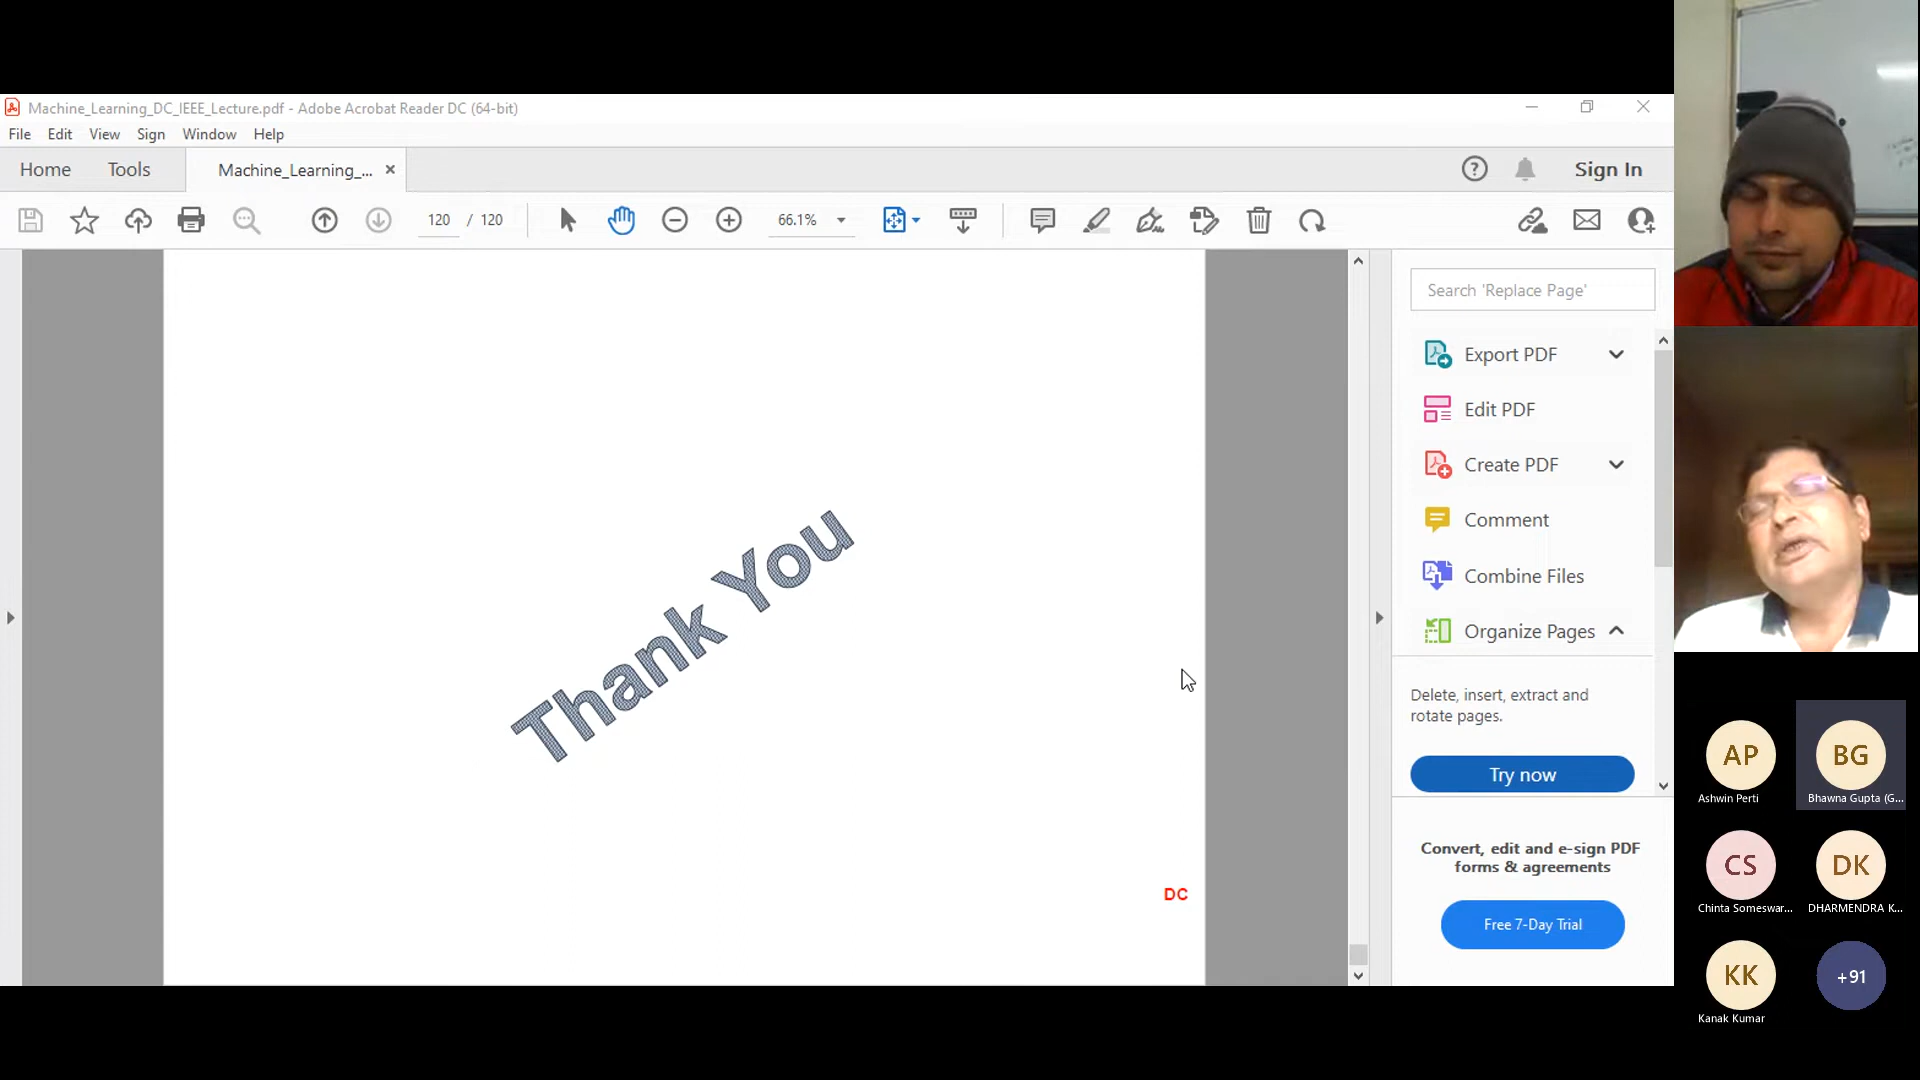 Machine_Learning_DC_IEEE_Lecture.pdf - Adobe Acrobat Reader DC (64-bit)
File Edit View Sign Window Help
Home Tools Machine_Learning_... Sign In
120 / 120 66.1%
Search 'Replace Page'
Export PDF
Edit PDF
Create PDF
Comment
Combine Files
Organize Pages
Delete, insert, extract and
rotate pages.
Try now
Convert, edit and e-sign PDF
forms & agreements
Free 7-Day Trial
Thank You
DC
AP
Ashwin Perti
BG
Bhawna Gupta (G...
CS
Chinta Someswar...
DK
DHARMENDRA K...
KK
Kanak Kumar
+91